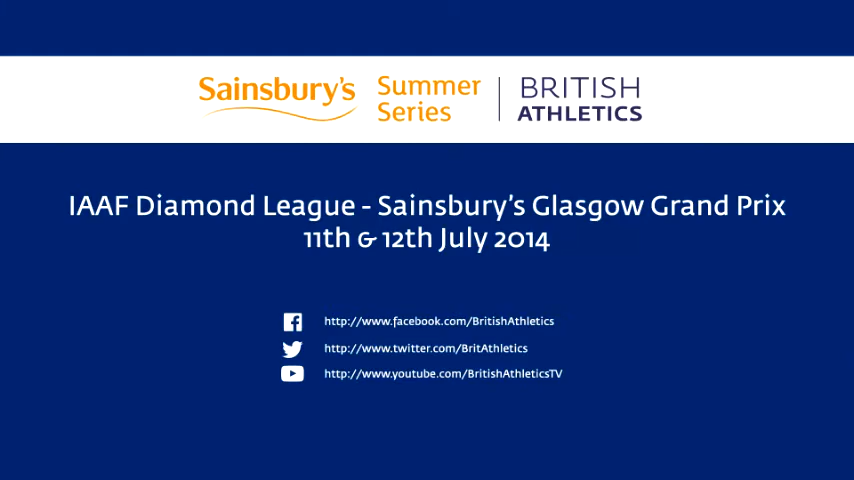 Sainsbury's Summer Series BRITISH ATHLETICS
IAAF Diamond League - Sainsbury's Glasgow Grand Prix
11th & 12th July 2014
http://www.facebook.com/BritishAthletics
http://www.twitter.com/BritAthletics
http://www.youtube.com/BritishAthleticsTV